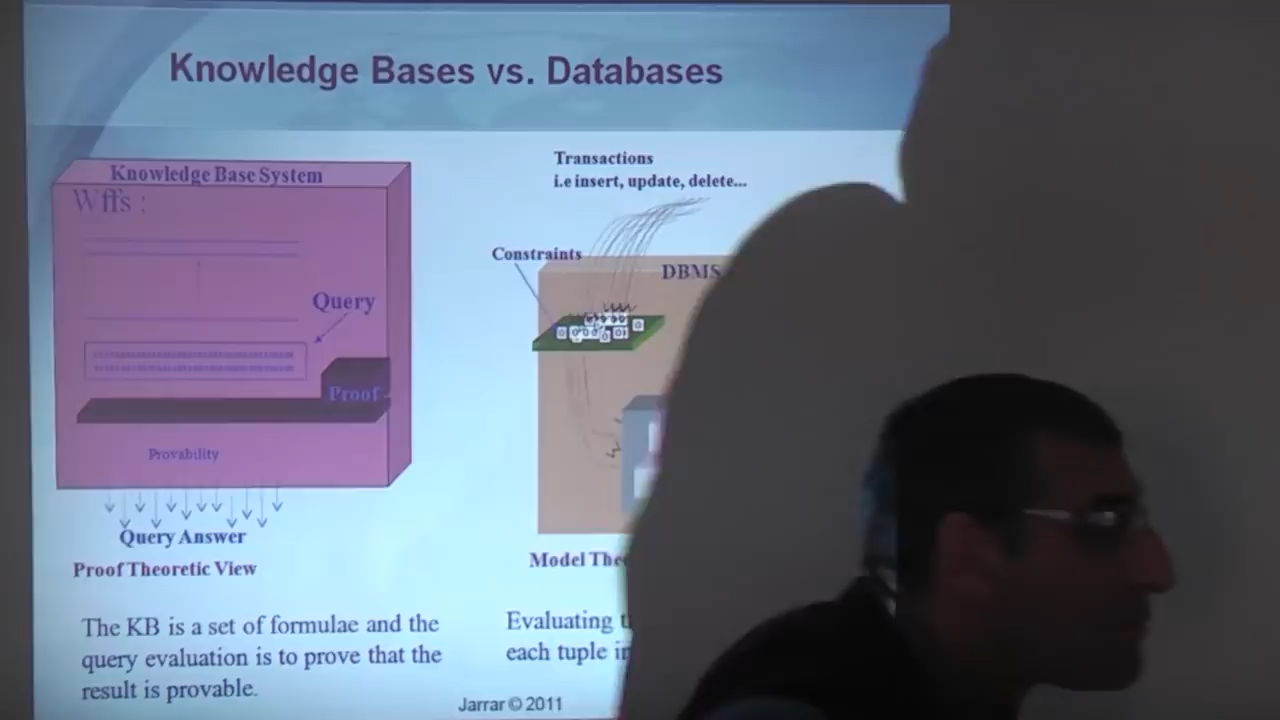 Knowledge Bases vs. Databases
Knowledge Base System
Wffs :
Query
Proof
Provability
Query Answer
Proof Theoretic View
The KB is a set of formulae and the
query evaluation is to prove that the
result is provable.
Transactions
i.e insert, update, delete...
Constraints
DBMS
Model
Evaluating
each tuple
Jarrar © 2011